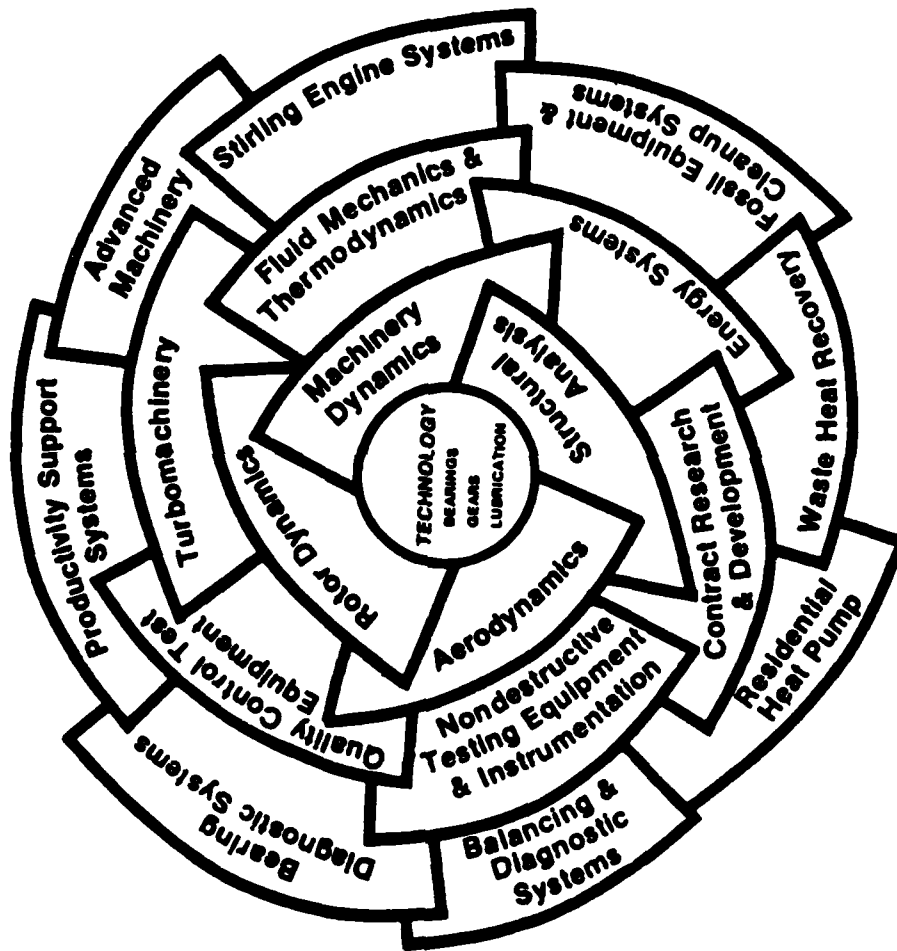 TECHNOLOGY
BEARINGS
GEARS
LUBRICATION
Machinery
Dynamics
Structural
Analysis
Aerodynamics
Rotor Dynamics
Fluid Mechanics &
Thermodynamics
Energy Systems
Contract Research
& Development
Nondestructive
Testing Equipment
& Instrumentation
Quality Control Test
Equipment
Turbomachinery
Advanced
Machinery
Stirling Engine Systems
Fossil Equipment &
Cleanup Systems
Waste Heat Recovery
Residential
Heat Pump
Balancing &
Diagnostic
Systems
Bearing
Diagnostic Systems
Productivity Support
Systems